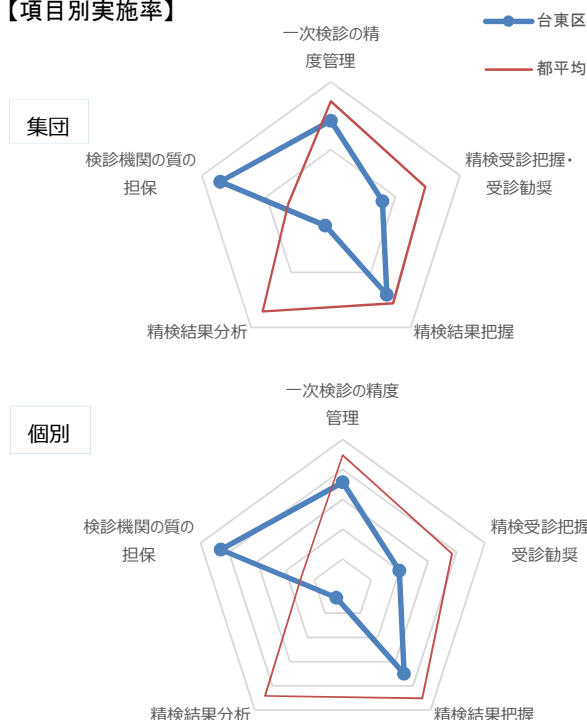 【項目別実施率】
台東区
都平均
集団
一次検診の精
度管理
精検受診把握・
受診勧奨
精検結果把握
精検結果分析
検診機関の質の
担保
個別
一次検診の精度
管理
精検受診把握
受診勧奨
精検結果把握
精検結果分析
検診機関の質の
担保